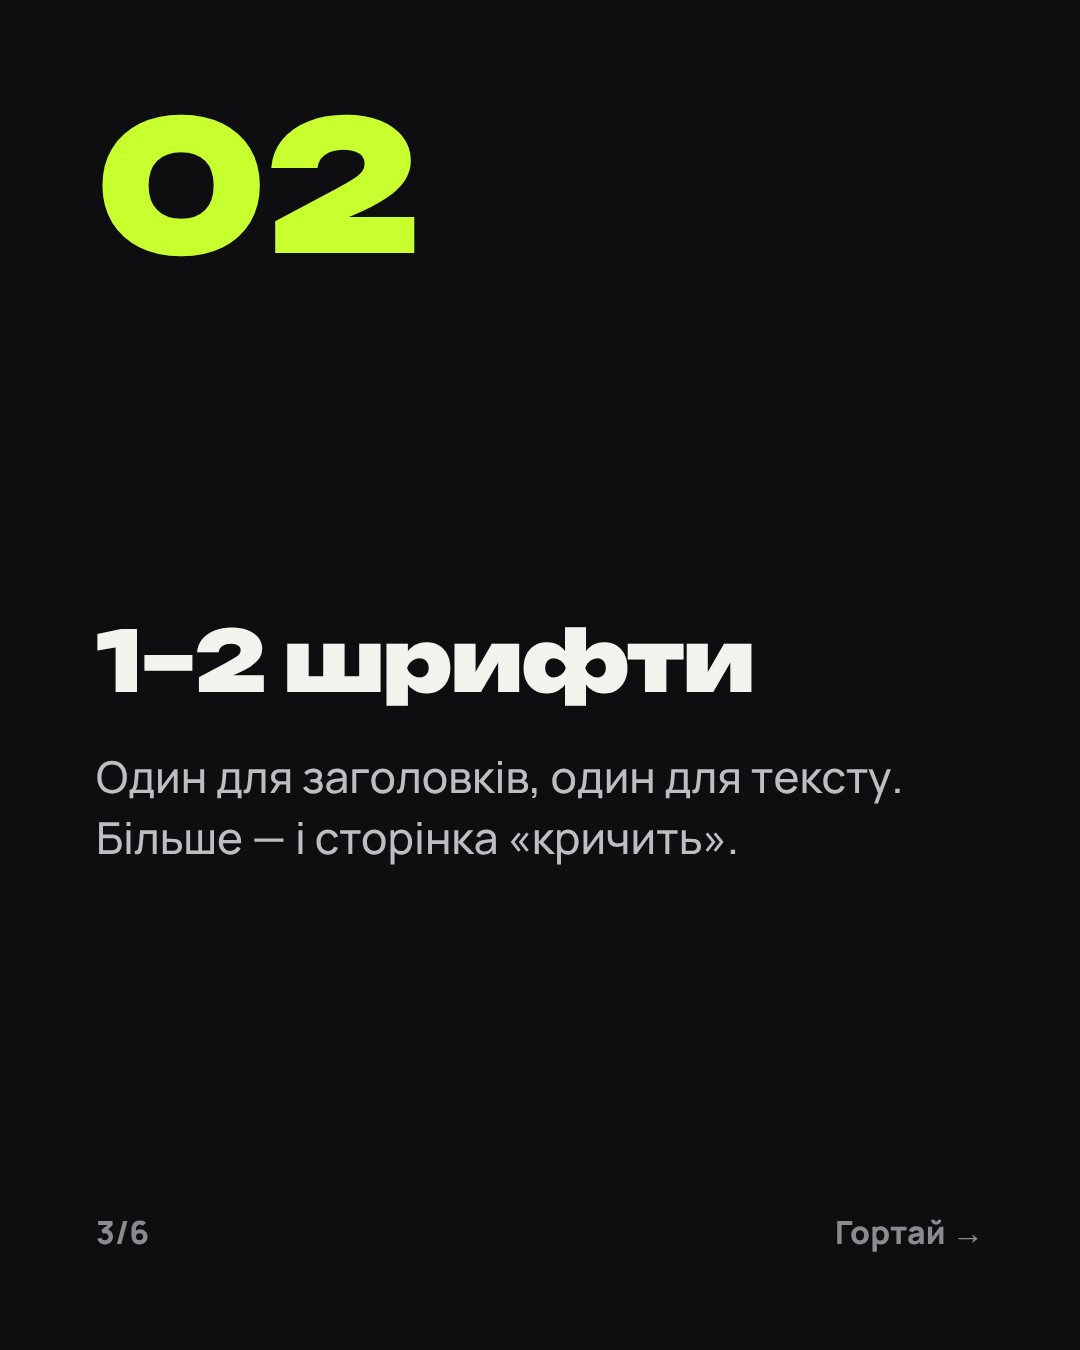 02
1–2 шрифти
Один для заголовків, один для тексту.
Більше — і сторінка «кричить».
3/6
Гортай →